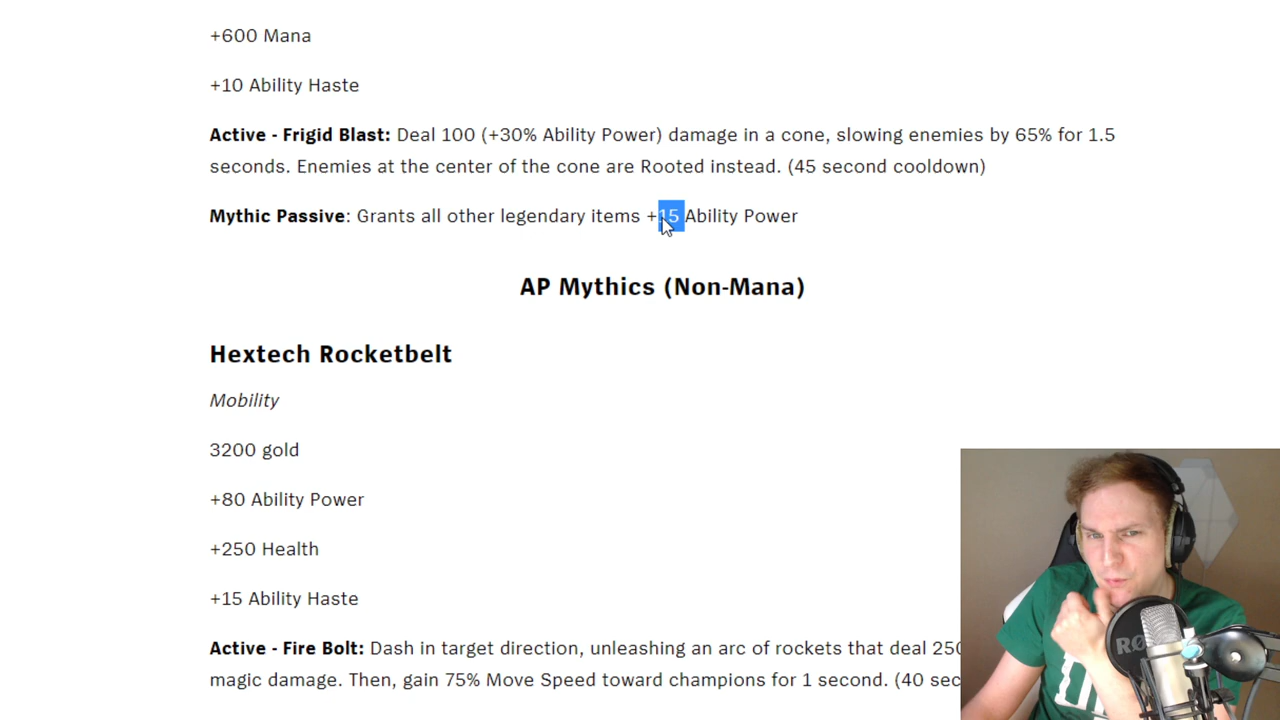 +600 Mana
+10 Ability Haste
Active - Frigid Blast: Deal 100 (+30% Ability Power) damage in a cone, slowing enemies by 65% for 1.5
seconds. Enemies at the center of the cone are Rooted instead. (45 second cooldown)
Mythic Passive: Grants all other legendary items +15 Ability Power
AP Mythics (Non-Mana)
Hextech Rocketbelt
Mobility
3200 gold
+80 Ability Power
+250 Health
+15 Ability Haste
Active - Fire Bolt: Dash in target direction, unleashing an arc of rockets that deal 250
magic damage. Then, gain 75% Move Speed toward champions for 1 second. (40 sec
RØDE